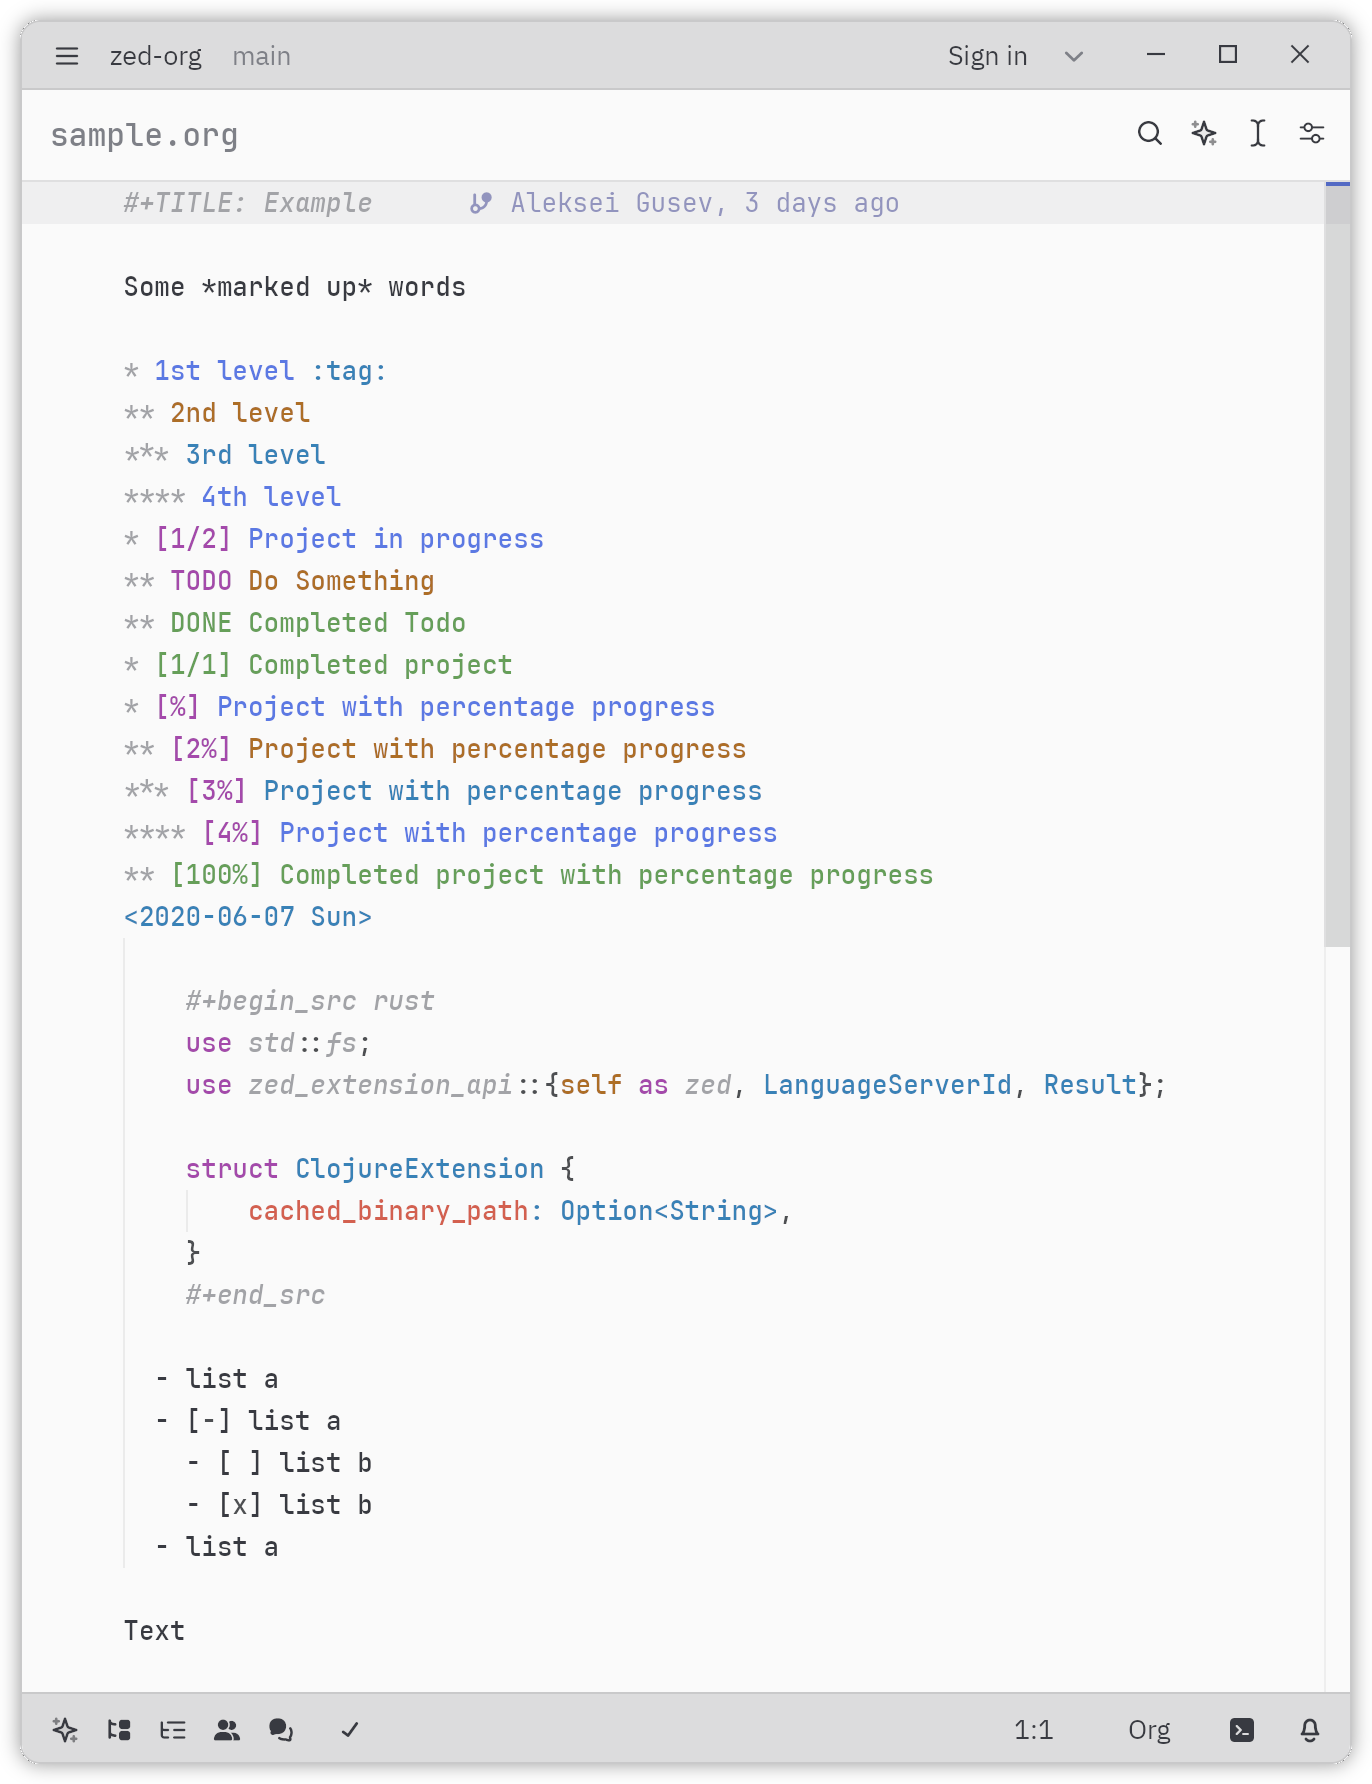 zed-org main Sign in
sample.org
#+TITLE: Example Aleksei Gusev, 3 days ago
Some *marked up* words
* 1st level :tag:
** 2nd level
*** 3rd level
**** 4th level
* [1/2] Project in progress
** TODO Do Something
** DONE Completed Todo
* [1/1] Completed project
* [%] Project with percentage progress
** [2%] Project with percentage progress
*** [3%] Project with percentage progress
**** [4%] Project with percentage progress
** [100%] Completed project with percentage progress
<2020-06-07 Sun>
#+begin_src rust
use std::fs;
use zed_extension_api::{self as zed, LanguageServerId, Result};
struct ClojureExtension {
cached_binary_path: Option<String>,
}
#+end_src
- list a
- [-] list a
- [ ] list b
- [x] list b
- list a
Text
1:1 Org